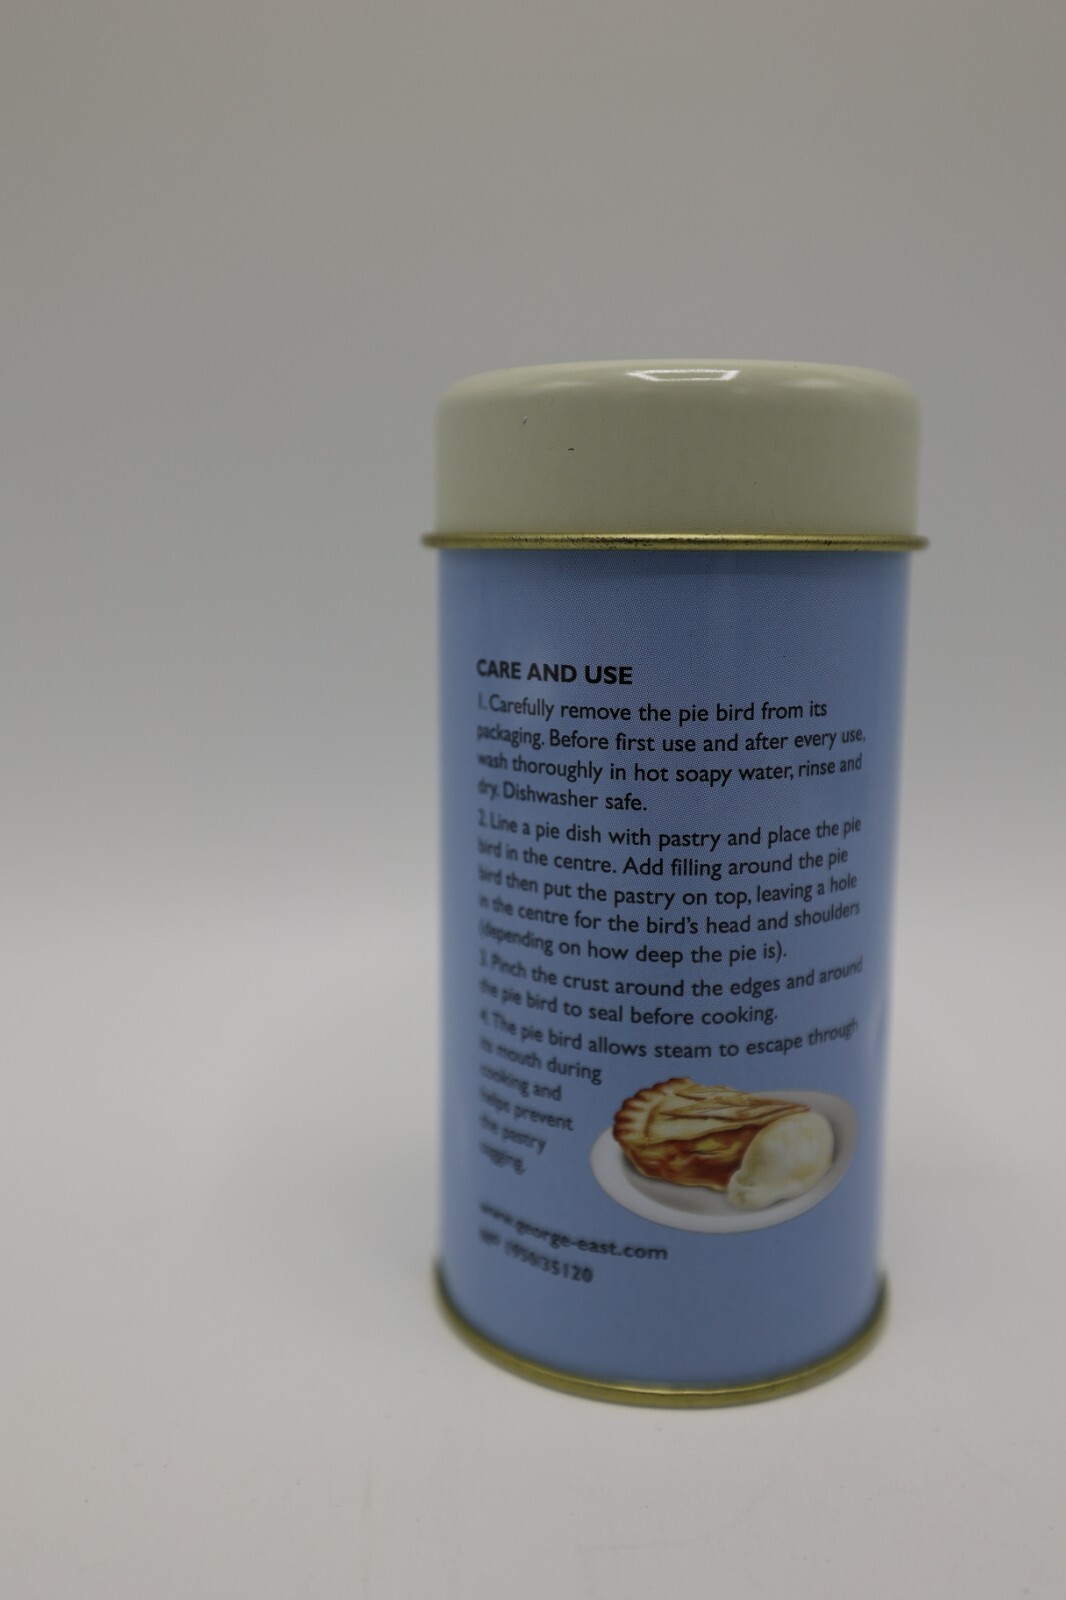 CARE AND USE
1. Carefully remove the pie bird from its
packaging. Before first use and after every use,
wash thoroughly in hot soapy water, rinse and
dry. Dishwasher safe.
2. Line a pie dish with pastry and place the pie
bird in the centre. Add filling around the pie
bird then put the pastry on top, leaving a hole
in the centre for the bird's head and shoulders
(depending on how deep the pie is).
3. Pinch the crust around the edges and around
the pie bird to seal before cooking.
4. The pie bird allows steam to escape through
its mouth during
cooking and
helps prevent
the pastry
sagging.
www.george-east.com
1950/35120